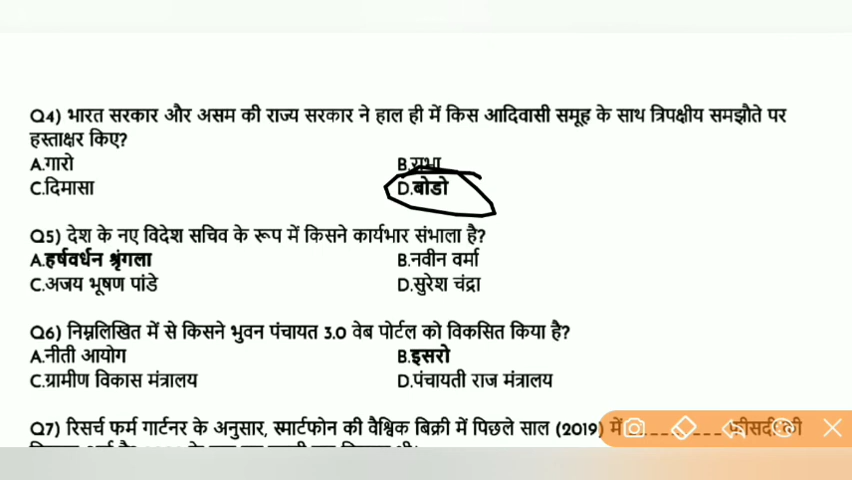 Q4) भारत सरकार और असम की राज्य सरकार ने हाल ही में किस आदिवासी समूह के साथ त्रिपक्षीय समझौते पर
हस्ताक्षर किए?
A.गारो B.राभा
C.दिमासा D.बोडो
Q5) देश के नए विदेश सचिव के रूप में किसने कार्यभार संभाला है?
A.हर्षवर्धन श्रृंगला B.नवीन वर्मा
C.अजय भूषण पांडे D.सुरेश चंद्रा
Q6) निम्नलिखित में से किसने भुवन पंचायत 3.0 वेब पोर्टल को विकसित किया है?
A.नीती आयोग B.इसरो
C.ग्रामीण विकास मंत्रालय D.पंचायती राज मंत्रालय
Q7) रिसर्च फर्म गार्टनर के अनुसार, स्मार्टफोन की वैश्विक बिक्री में पिछले साल (2019) में फीसदी की